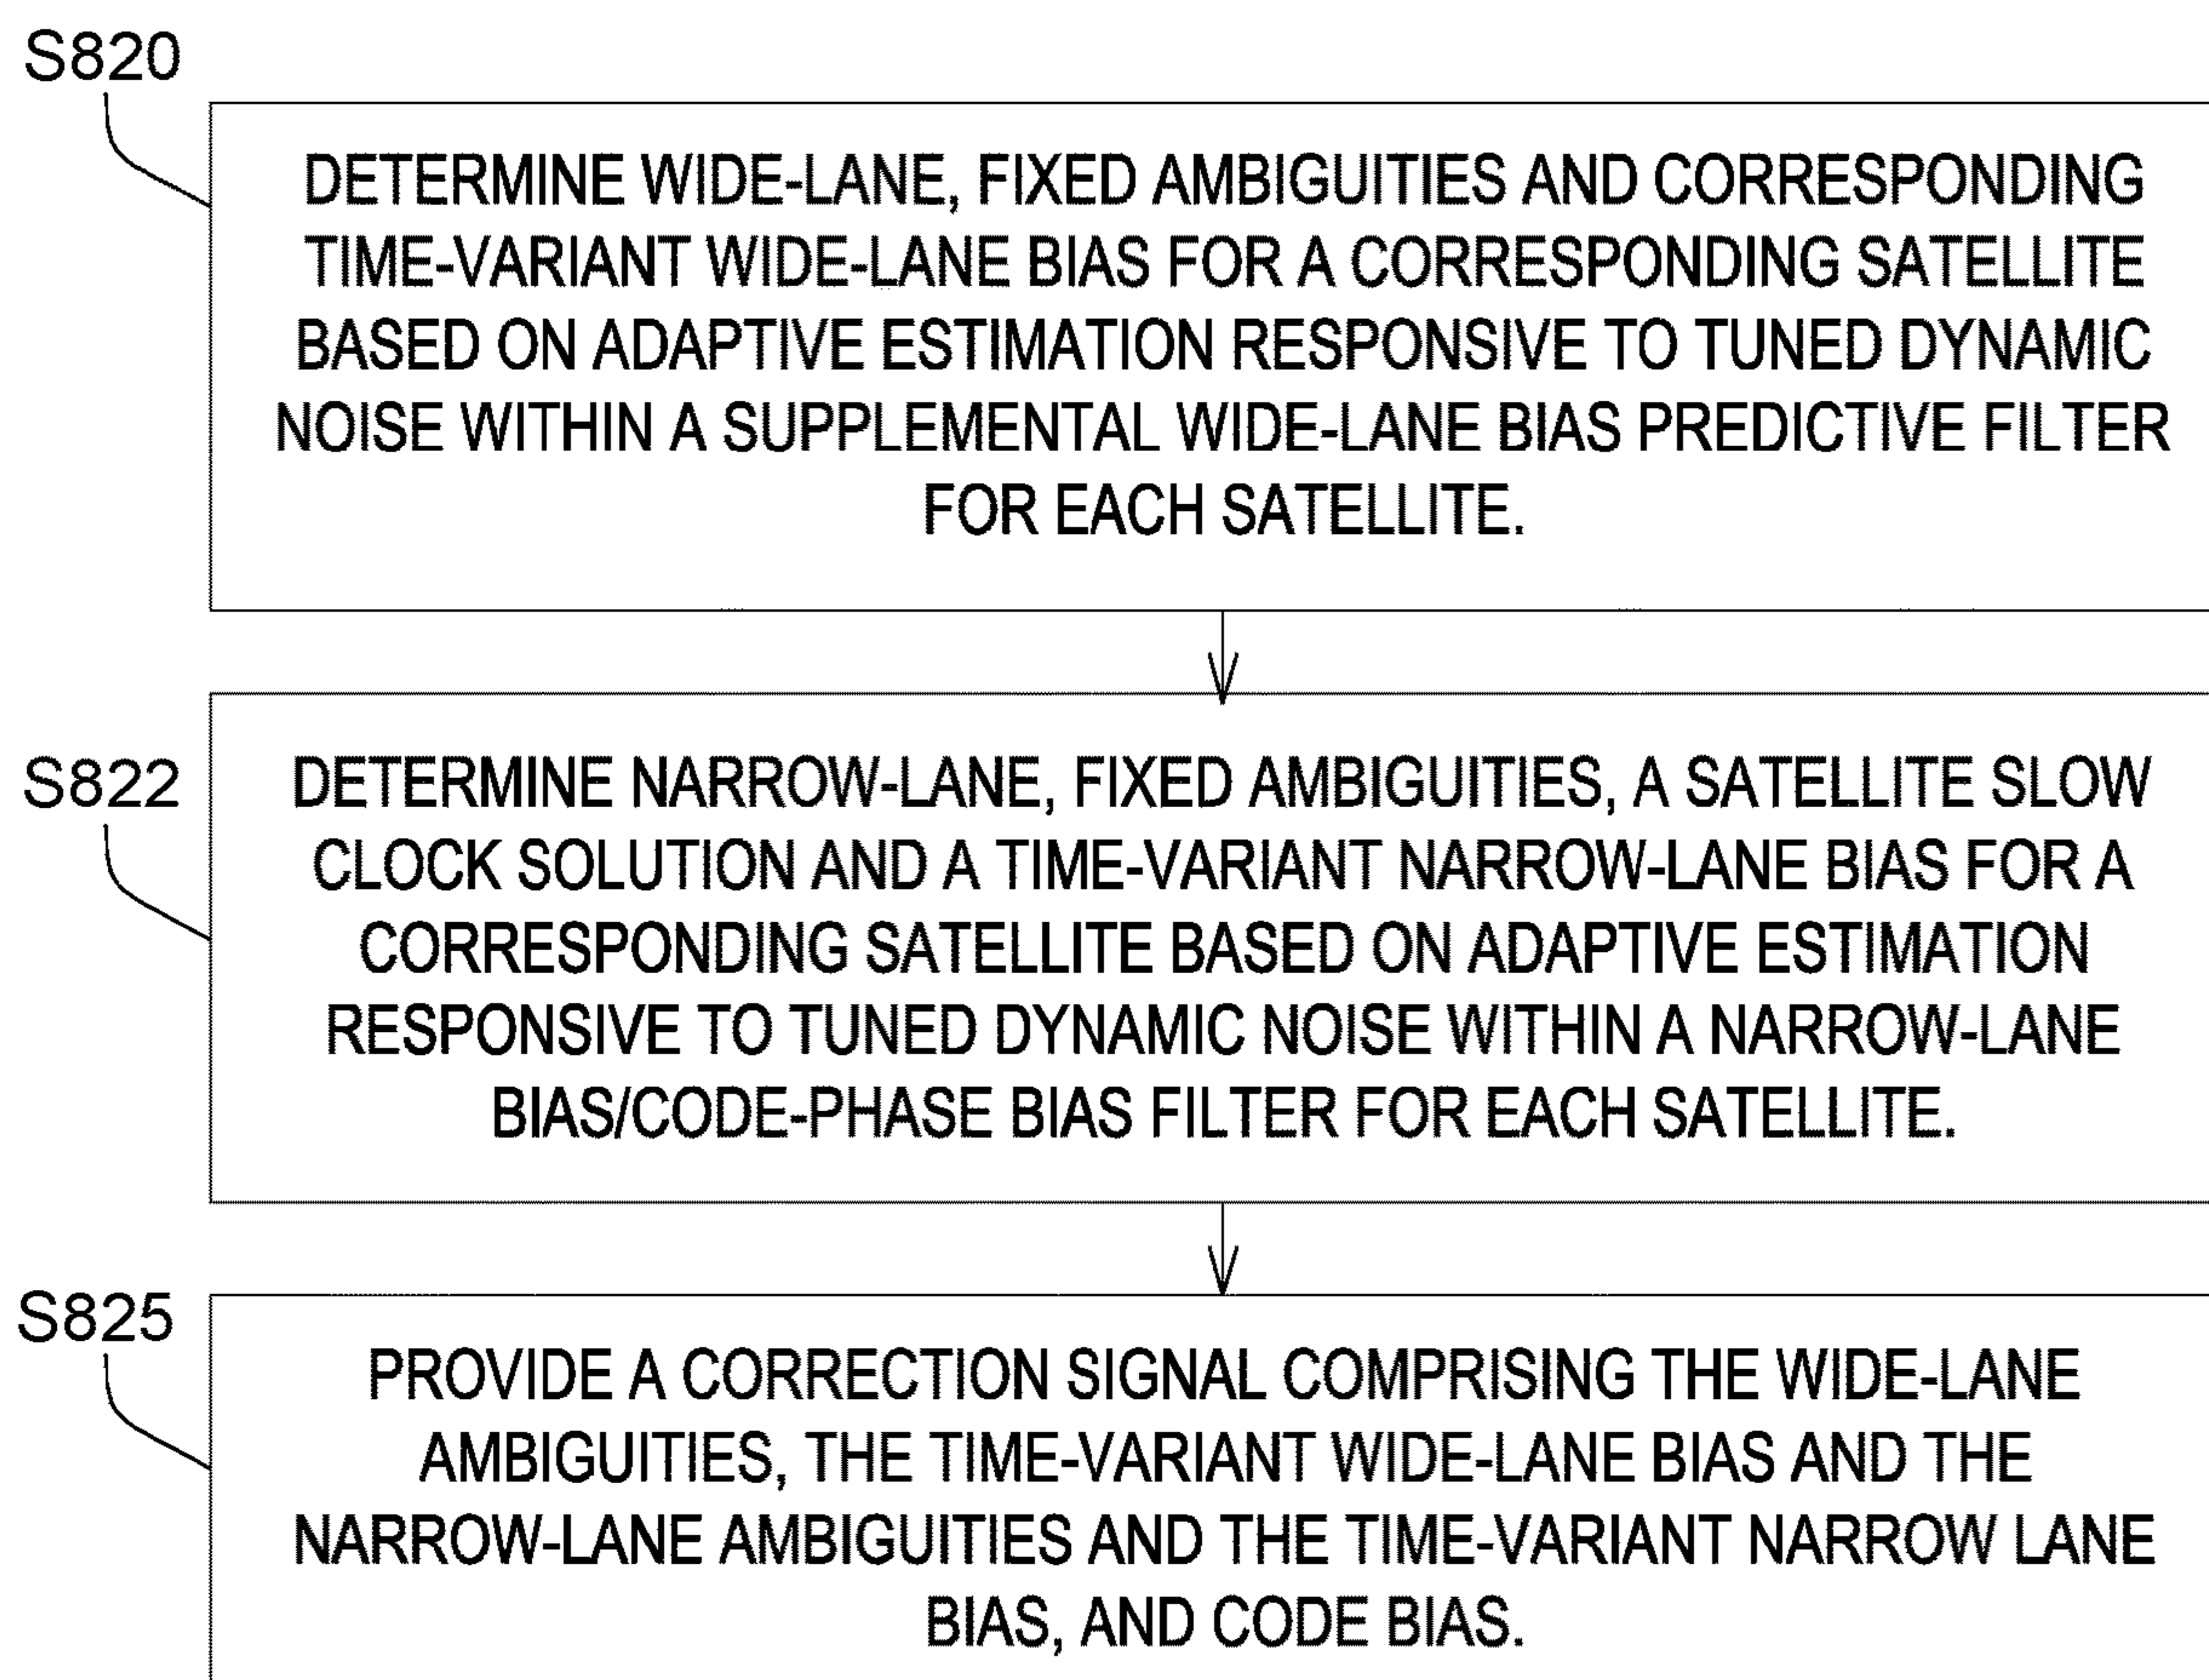 S820
DETERMINE WIDE-LANE, FIXED AMBIGUITIES AND CORRESPONDING
TIME-VARIANT WIDE-LANE BIAS FOR A CORRESPONDING SATELLITE
BASED ON ADAPTIVE ESTIMATION RESPONSIVE TO TUNED DYNAMIC
NOISE WITHIN A SUPPLEMENTAL WIDE-LANE BIAS PREDICTIVE FILTER
FOR EACH SATELLITE.
S822
DETERMINE NARROW-LANE, FIXED AMBIGUITIES, A SATELLITE SLOW
CLOCK SOLUTION AND A TIME-VARIANT NARROW-LANE BIAS FOR A
CORRESPONDING SATELLITE BASED ON ADAPTIVE ESTIMATION
RESPONSIVE TO TUNED DYNAMIC NOISE WITHIN A NARROW-LANE
BIAS/CODE-PHASE BIAS FILTER FOR EACH SATELLITE.
S825
PROVIDE A CORRECTION SIGNAL COMPRISING THE WIDE-LANE
AMBIGUITIES, THE TIME-VARIANT WIDE-LANE BIAS AND THE
NARROW-LANE AMBIGUITIES AND THE TIME-VARIANT NARROW LANE
BIAS, AND CODE BIAS.